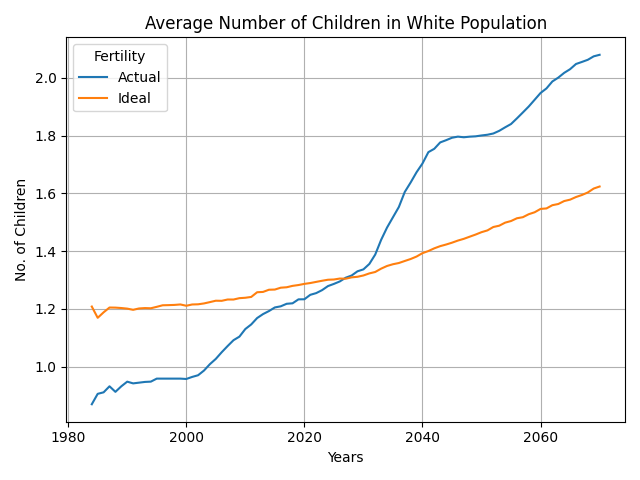 Average Number of Children in White Population
Fertility
Actual
Ideal
No. of Children
2.0
1.8
1.6
1.4
1.2
1.0
1980
2000
2020
2040
2060
Years